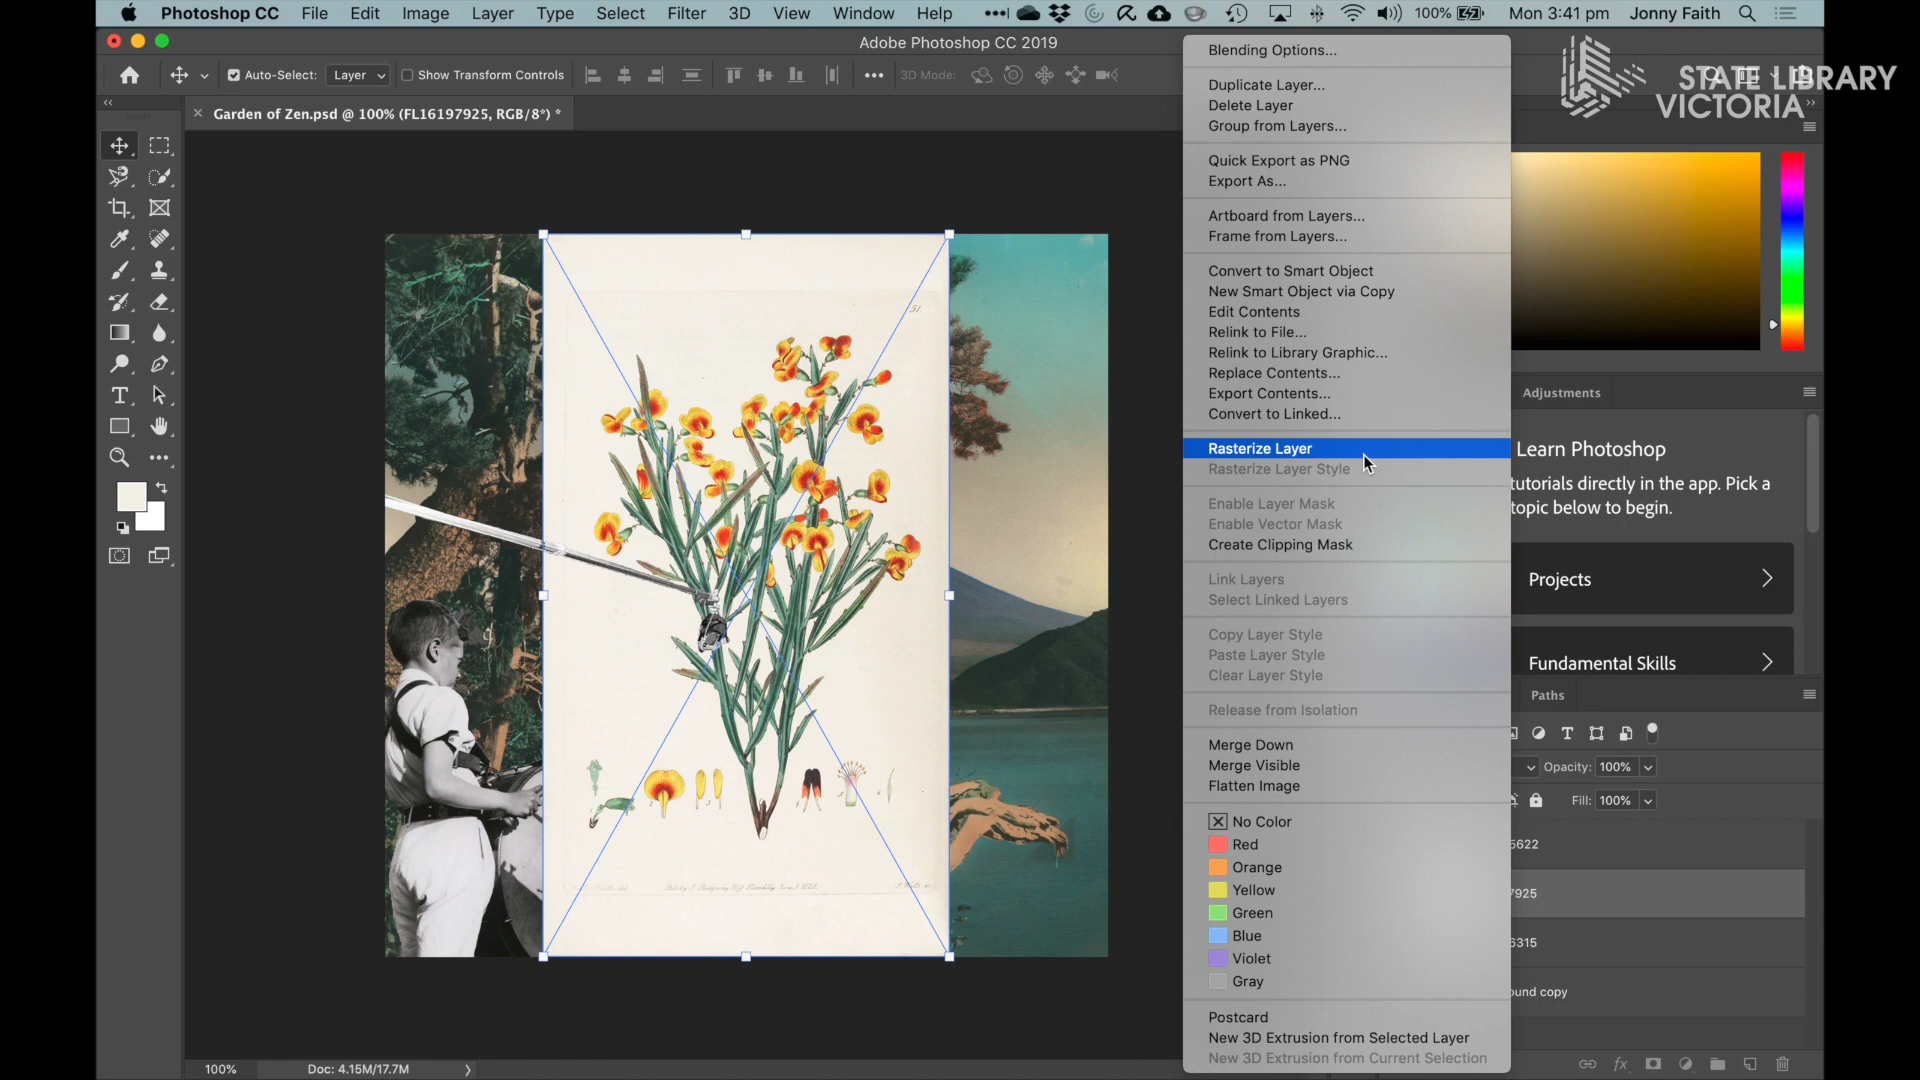 Photoshop CC File Edit Image Layer Type Select Filter 3D View Window Help 100% Mon 3:41 pm Jonny Faith
Adobe Photoshop CC 2019
STATE LIBRARY
VICTORIA
Auto-Select: Layer Show Transform Controls 3D Mode:
Garden of Zen.psd @ 100% (FL16197925, RGB/8*) *
51.
Blending Options...
Duplicate Layer...
Delete Layer
Group from Layers...
Quick Export as PNG
Export As...
Artboard from Layers...
Frame from Layers...
Convert to Smart Object
New Smart Object via Copy
Edit Contents
Relink to File...
Relink to Library Graphic...
Replace Contents...
Export Contents...
Convert to Linked...
Rasterize Layer
Rasterize Layer Style
Enable Layer Mask
Enable Vector Mask
Create Clipping Mask
Link Layers
Select Linked Layers
Copy Layer Style
Paste Layer Style
Clear Layer Style
Release from Isolation
Merge Down
Merge Visible
Flatten Image
No Color
Red
Orange
Yellow
Green
Blue
Violet
Gray
Postcard
New 3D Extrusion from Selected Layer
New 3D Extrusion from Current Selection
Adjustments
Learn Photoshop
tutorials directly in the app. Pick a
topic below to begin.
Projects
Fundamental Skills
Paths
Opacity: 100%
Fill: 100%
5622
7925
6315
ound copy
100% Doc: 4.15M/17.7M